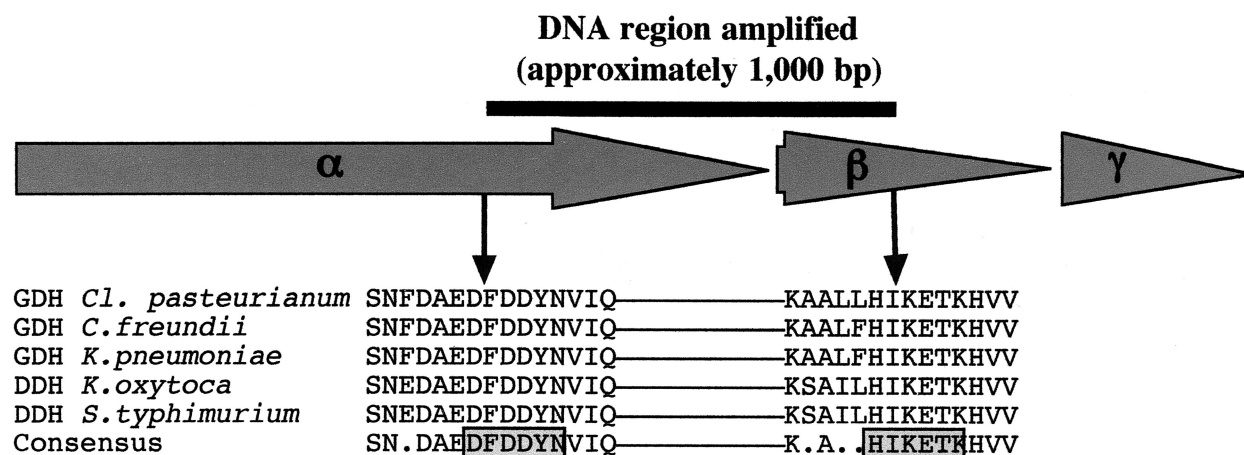 DNA region amplified
(approximately 1,000 bp)
α β γ
GDH Cl. pasteurianum SNFDAEDFDDYNVIQ KAALLHIKETKHVV
GDH C.freundii SNFDAEDFDDYNVIQ KAALFHIKETKHVV
GDH K.pneumoniae SNFDAEDFDDYNVIQ KAALFHIKETKHVV
DDH K.oxytoca SNEDAEDFDDYNVIQ KSAILHIKETKHVV
DDH S.typhimurium SNEDAEDFDDYNVIQ KSAILHIKETKHVV
Consensus SN.DAEDFDDYNVIQ K.A..HIKETKHVV